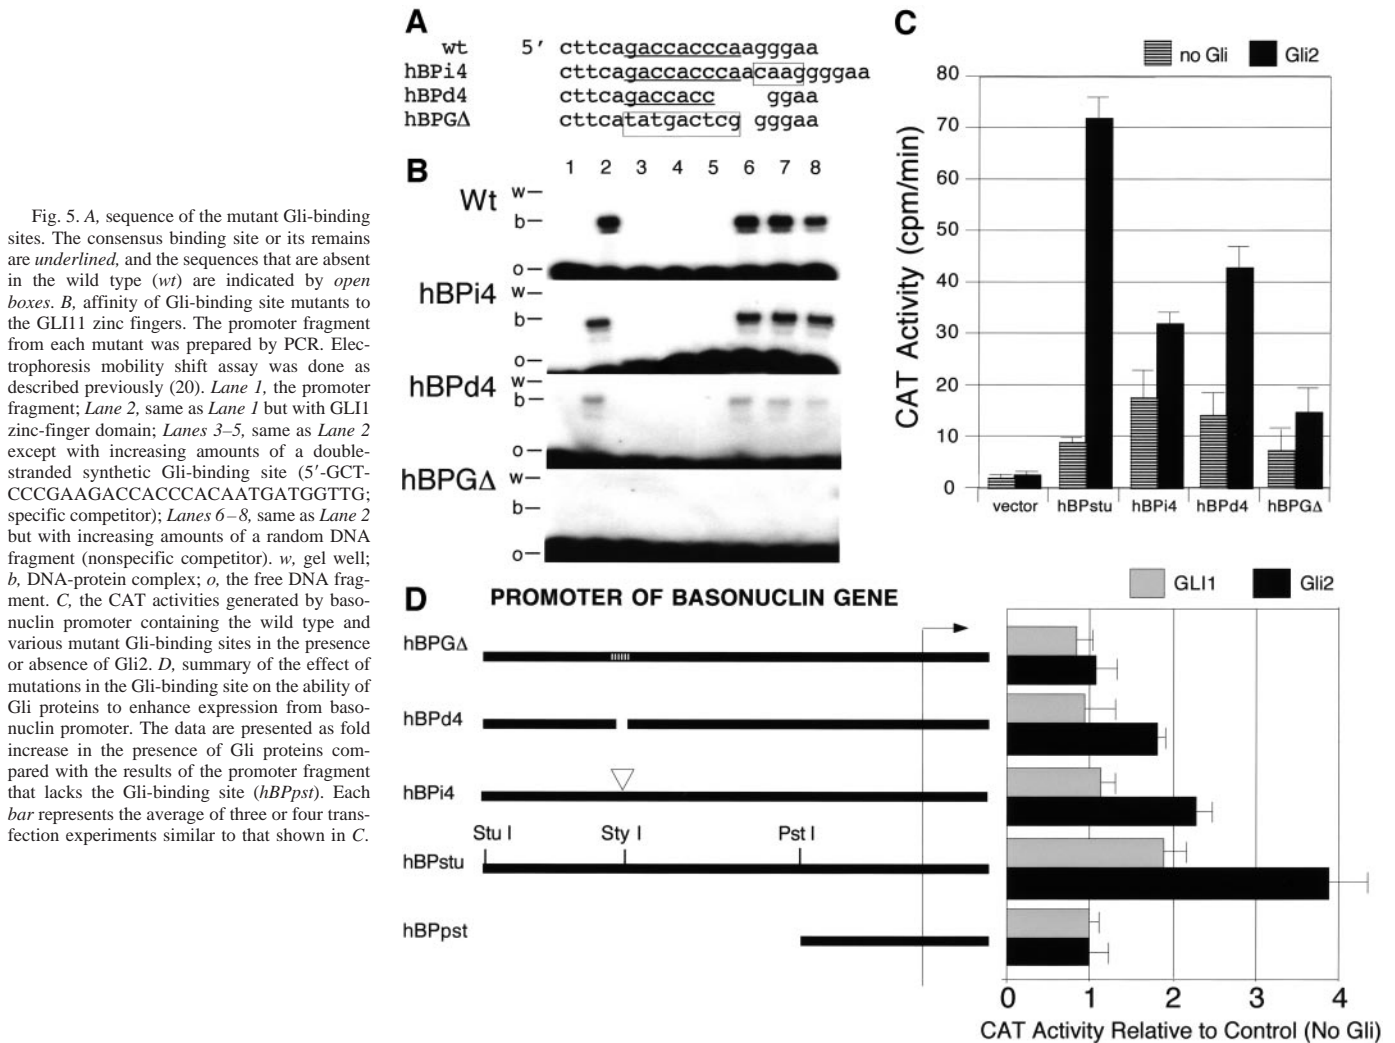 Fig. 5. A, sequence of the mutant Gli-binding
sites. The consensus binding site or its remains
are underlined, and the sequences that are absent
in the wild type (wt) are indicated by open
boxes. B, affinity of Gli-binding site mutants to
the GLI11 zinc fingers. The promoter fragment
from each mutant was prepared by PCR. Elec-
trophoresis mobility shift assay was done as
described previously (20). Lane 1, the promoter
fragment; Lane 2, same as Lane 1 but with GLI1
zinc-finger domain; Lanes 3–5, same as Lane 2
except with increasing amounts of a double-
stranded synthetic Gli-binding site (5′-GCT-
CCCGAAGACCACCCACAATGATGGTTG;
specific competitor); Lanes 6–8, same as Lane 2
but with increasing amounts of a random DNA
fragment (nonspecific competitor). w, gel well;
b, DNA-protein complex; o, the free DNA frag-
ment. C, the CAT activities generated by baso-
nuclin promoter containing the wild type and
various mutant Gli-binding sites in the presence
or absence of Gli2. D, summary of the effect of
mutations in the Gli-binding site on the ability of
Gli proteins to enhance expression from baso-
nuclin promoter. The data are presented as fold
increase in the presence of Gli proteins com-
pared with the results of the promoter fragment
that lacks the Gli-binding site (hBPpst). Each
bar represents the average of three or four trans-
fection experiments similar to that shown in C.
A
wt 5′ cttcagaccacccaagggaa
hBPi4 cttcagaccacccaacaaggggaa
hBPd4 cttcagaccacc ggaa
hBPGΔ cttcatatgactcg gggaa
B
1 2 3 4 5 6 7 8
Wt
w
b
o
hBPi4
w
b
o
hBPd4
w
b
o
hBPGΔ
w
b
o
C
no Gli Gli2
CAT Activity (cpm/min)
80
70
60
50
40
30
20
10
0
vector hBPstu hBPi4 hBPd4 hBPGΔ
D
PROMOTER OF BASONUCLIN GENE
GLI1 Gli2
hBPGΔ
hBPd4
hBPi4
Stu I Sty I Pst I
hBPstu
hBPpst
0 1 2 3 4
CAT Activity Relative to Control (No Gli)